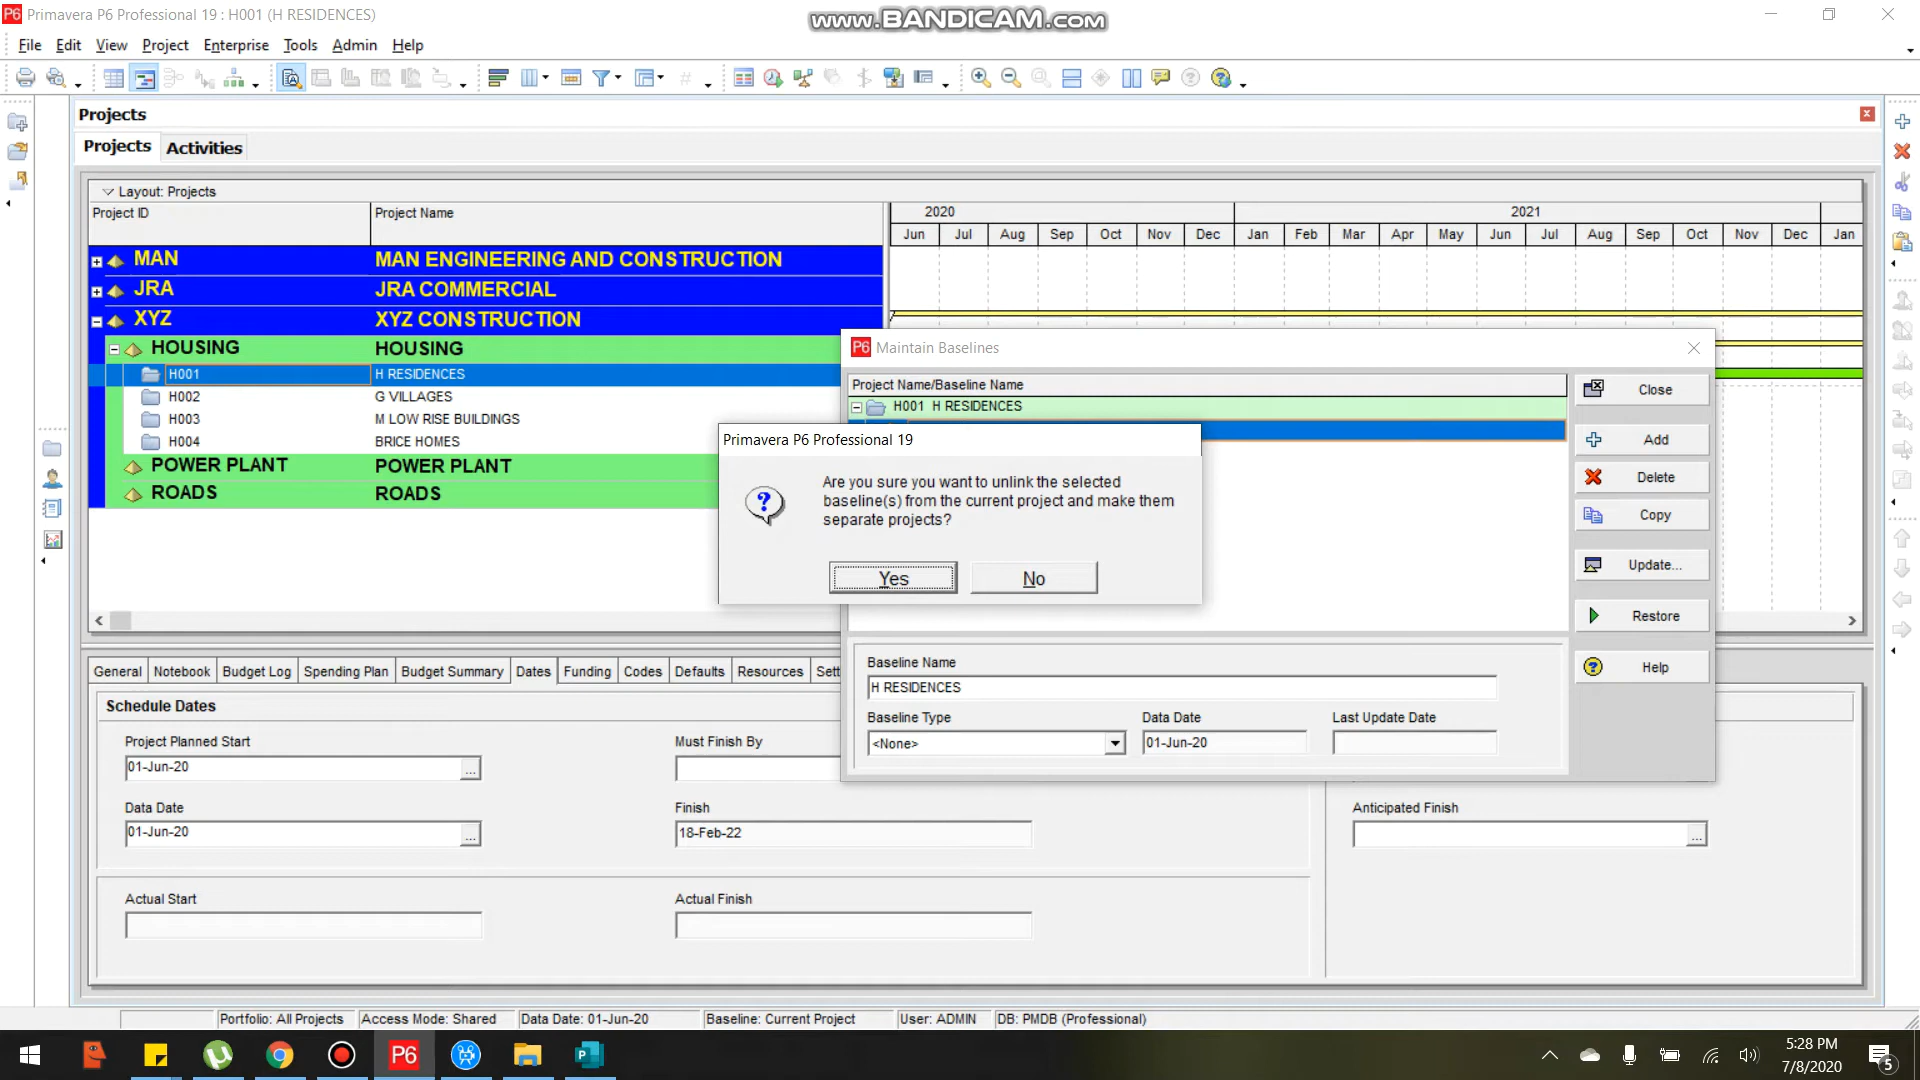 P6 Primavera P6 Professional 19 : H001 (H RESIDENCES)
www.BANDICAM.com
File Edit View Project Enterprise Tools Admin Help
Projects
Projects Activities
Layout: Projects
Project ID Project Name
2020 2021
Jun Jul Aug Sep Oct Nov Dec Jan Feb Mar Apr May Jun Jul Aug Sep Oct Nov Dec Jan
MAN MAN ENGINEERING AND CONSTRUCTION
JRA JRA COMMERCIAL
XYZ XYZ CONSTRUCTION
HOUSING HOUSING
H001 H RESIDENCES
H002 G VILLAGES
H003 M LOW RISE BUILDINGS
H004 BRICE HOMES
POWER PLANT POWER PLANT
ROADS ROADS
P6 Maintain Baselines
Project Name/Baseline Name
H001 H RESIDENCES
Close
Add
Delete
Copy
Update...
Restore
Help
Primavera P6 Professional 19
Are you sure you want to unlink the selected
baseline(s) from the current project and make them
separate projects?
Yes No
Baseline Name
H RESIDENCES
Baseline Type Data Date Last Update Date
<None> 01-Jun-20
General Notebook Budget Log Spending Plan Budget Summary Dates Funding Codes Defaults Resources Sett
Schedule Dates
Project Planned Start Must Finish By
01-Jun-20 ...
Data Date Finish Anticipated Finish
01-Jun-20 ... 18-Feb-22 ...
Actual Start Actual Finish
Portfolio: All Projects Access Mode: Shared Data Date: 01-Jun-20 Baseline: Current Project User: ADMIN DB: PMDB (Professional)
P6
5:28 PM
7/8/2020
5